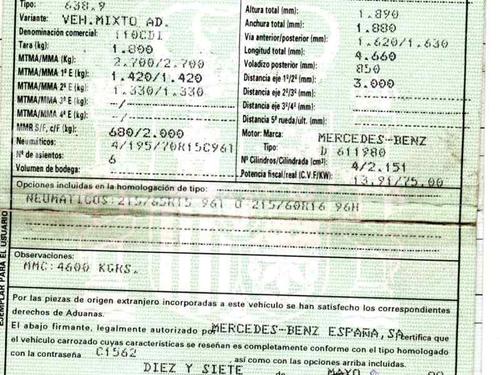 Tipo: 638.9
Variante: VEH.MIXTO AD.
Denominación comercial: 110CDI
Tara (kg): 1.800
MTMA/MMA (Kg): 2.700/2.700
MTMA/MMA 1º E (kg): 1.420/1.420
MTMA/MMA 2º E (kg): 1.330/1.330
MTMA/MMA 3º E (kg): -/-
MTMA/MMA 4º E (kg): -/-
MMR S/F, c/F (kg): 680/2.000
Neumáticos: 4/195/70R15C961
Nº de asientos: 6
Volumen de bodega:
Altura total (mm): 1.890
Anchura total (mm): 1.880
Vía anterior/posterior (mm): 1.620/1.630
Longitud total (mm): 4.660
Voladizo posterior (mm): 850
Distancia eje 1º/2º (mm): 3.000
Distancia eje 2º/3º (mm):
Distancia eje 3º/4º (mm):
Distancia 5ª rueda/ult. (mm):
Motor: Marca: MERCEDES-BENZ
Tipo: D 611980
Nº Cilindros/Cilindrada (cm³): 4/2.151
Potencia fiscal/real (C.V.F/KW): 13.91/75.00
Opciones incluidas en la homologación de tipo:
NEUMATICOS:215/65R15 96T O 215/60R16 96H
Observaciones:
MMC:4600 KGRS.
Por las piezas de origen extranjero incorporadas a este vehículo se han satisfecho los correspondientes
derechos de Aduanas.
El abajo firmante, legalmente autorizado por MERCEDES-BENZ ESPAÑA,SA certifica que
el vehículo carrozado cuyas características se reseñan es completamente conforme con el tipo homologado
con la contraseña C1562, así como con las opciones arriba incluidas.
DIEZ Y SIETE de MAYO
EJEMPLAR PARA EL USUARIO